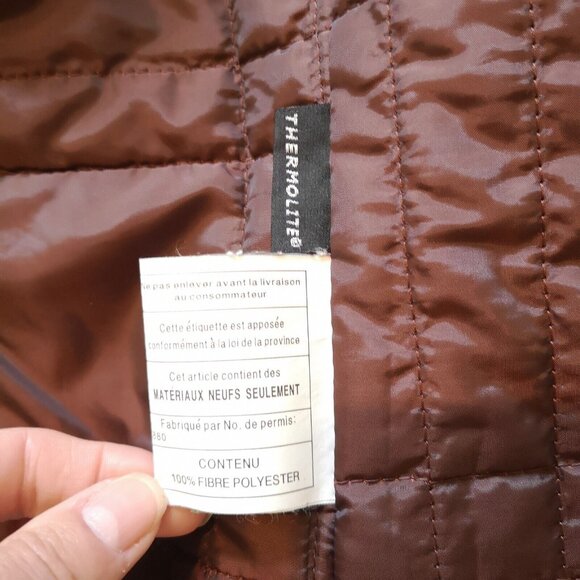 THERMOLITE®
Ne pas enlever avant la livraison
au consommateur
Cette étiquette est apposée
conformément à la loi de la province
Cet article contient des
MATERIAUX NEUFS SEULEMENT
Fabriqué par No. de permis:
CONTENU
100% FIBRE POLYESTER